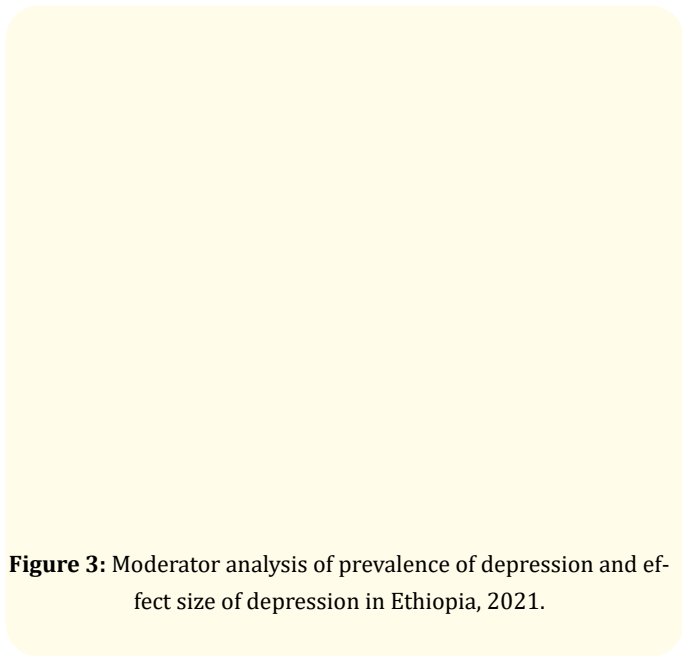 Figure 3: Moderator analysis of prevalence of depression and ef-
fect size of depression in Ethiopia, 2021.